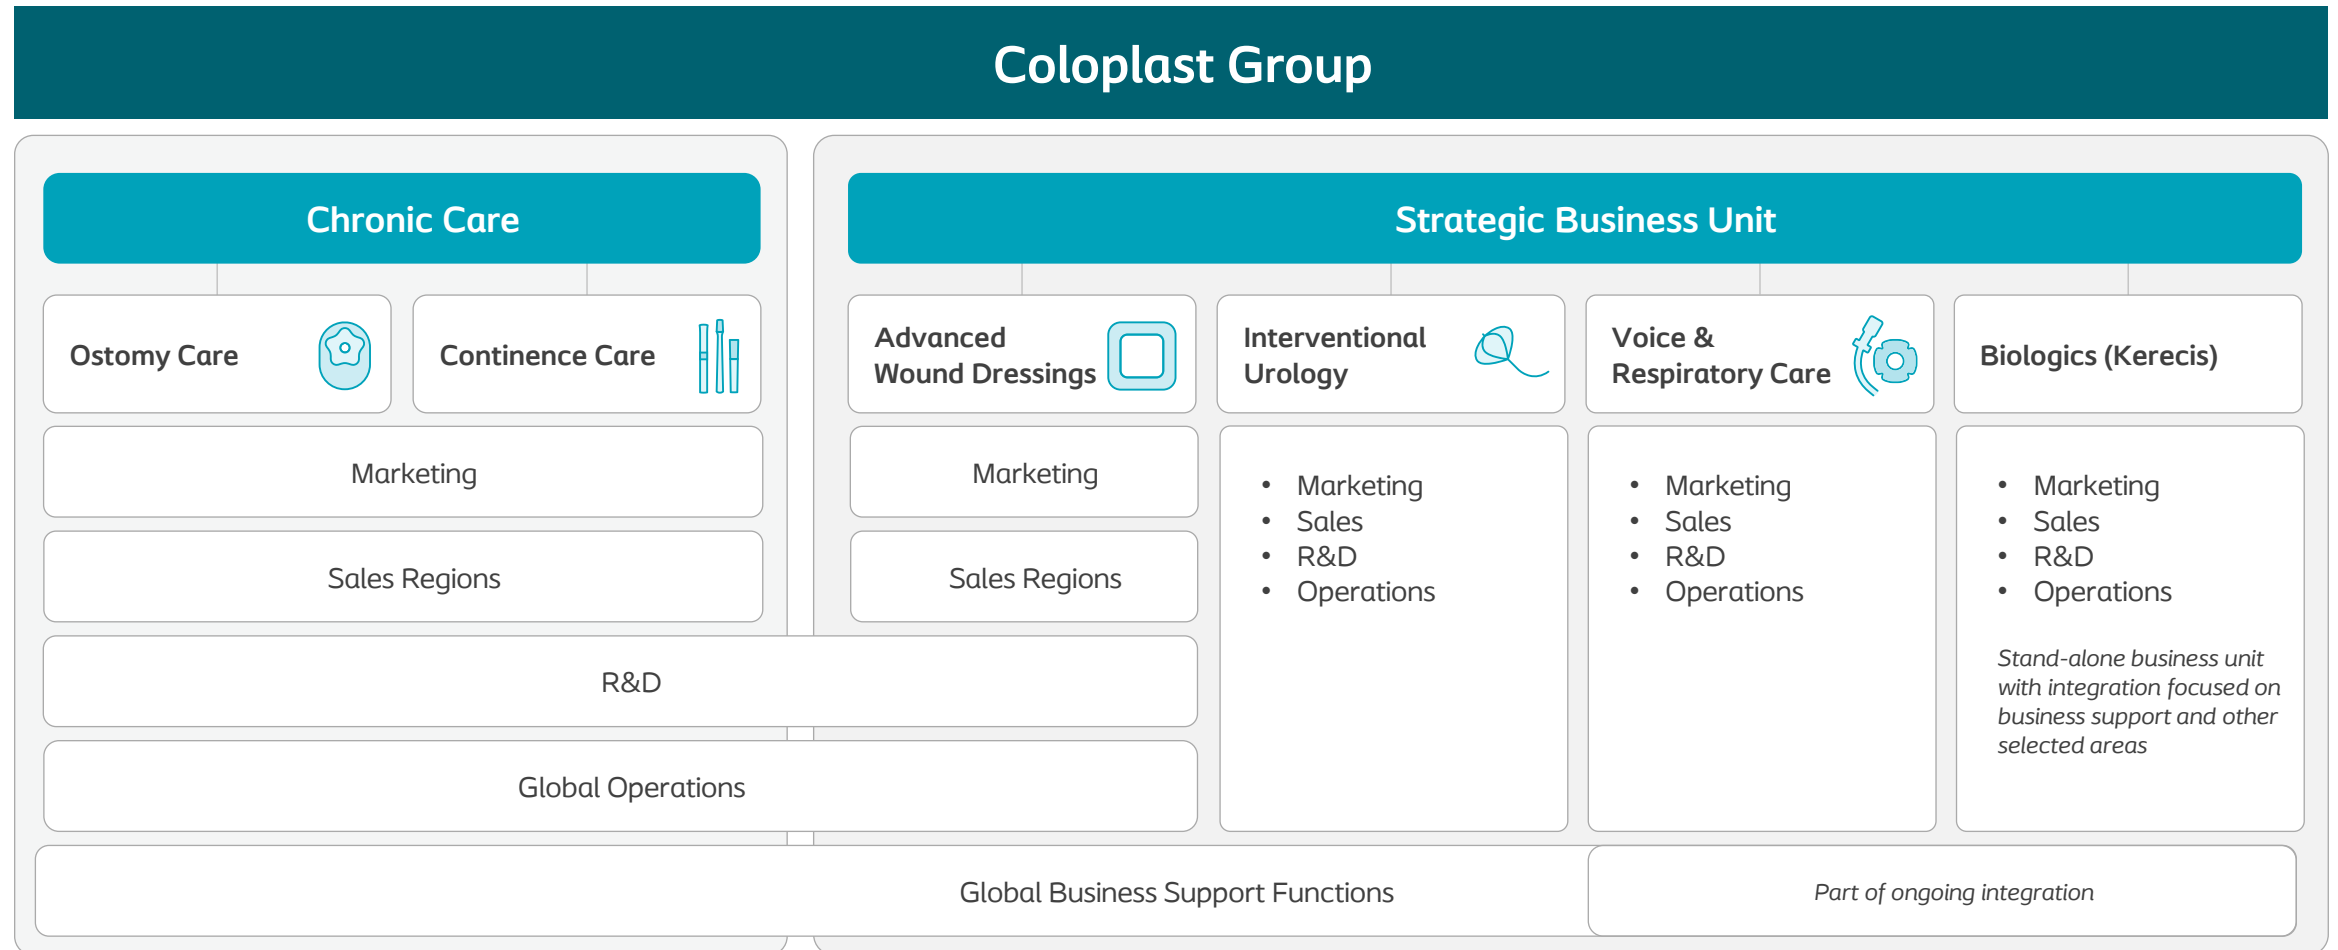 Coloplast Group
Chronic Care
Strategic Business Unit
Ostomy Care
Continence Care
Advanced
Wound Dressings
Interventional
Urology
Voice &
Respiratory Care
Biologics (Kerecis)
Marketing
Sales Regions
Marketing
Sales Regions
R&D
Global Operations
• Marketing
• Sales
• R&D
• Operations
• Marketing
• Sales
• R&D
• Operations
• Marketing
• Sales
• R&D
• Operations
Stand-alone business unit
with integration focused on
business support and other
selected areas
Global Business Support Functions
Part of ongoing integration